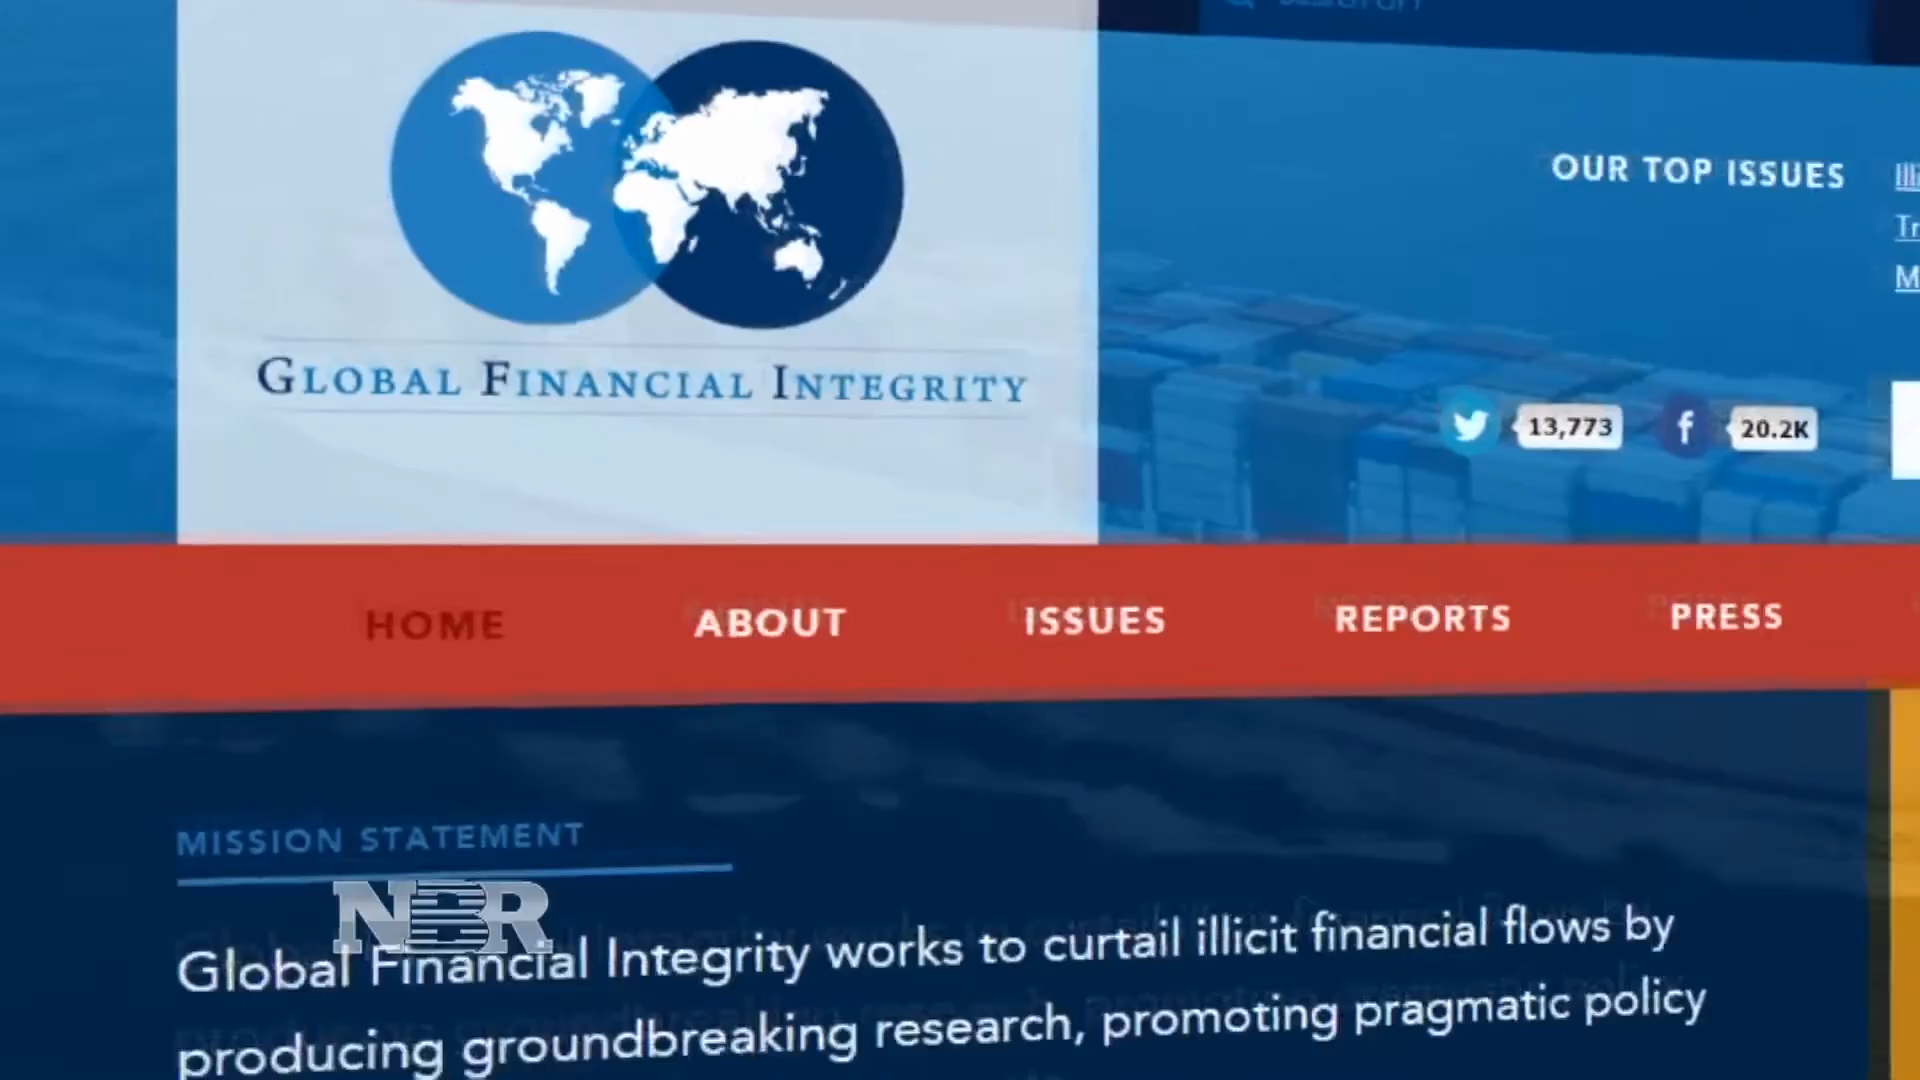 OUR TOP ISSUES
GLOBAL FINANCIAL INTEGRITY
13,773
20.2K
HOME ABOUT ISSUES REPORTS PRESS
MISSION STATEMENT
NBR
Global Financial Integrity works to curtail illicit financial flows by
producing groundbreaking research, promoting pragmatic policy